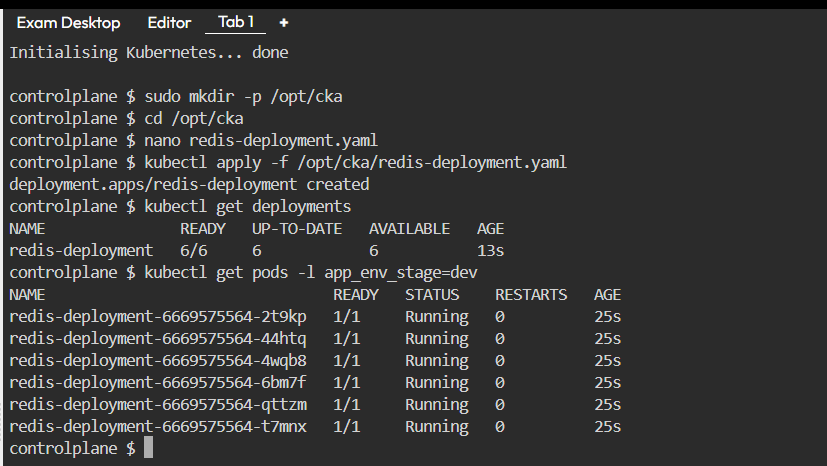 Exam Desktop Editor Tab 1 +
Initialising Kubernetes... done
controlplane $ sudo mkdir -p /opt/cka
controlplane $ cd /opt/cka
controlplane $ nano redis-deployment.yaml
controlplane $ kubectl apply -f /opt/cka/redis-deployment.yaml
deployment.apps/redis-deployment created
controlplane $ kubectl get deployments
NAME READY UP-TO-DATE AVAILABLE AGE
redis-deployment 6/6 6 6 13s
controlplane $ kubectl get pods -l app_env_stage=dev
NAME READY STATUS RESTARTS AGE
redis-deployment-6669575564-2t9kp 1/1 Running 0 25s
redis-deployment-6669575564-44htq 1/1 Running 0 25s
redis-deployment-6669575564-4wqb8 1/1 Running 0 25s
redis-deployment-6669575564-6bm7f 1/1 Running 0 25s
redis-deployment-6669575564-qttzm 1/1 Running 0 25s
redis-deployment-6669575564-t7mnx 1/1 Running 0 25s
controlplane $